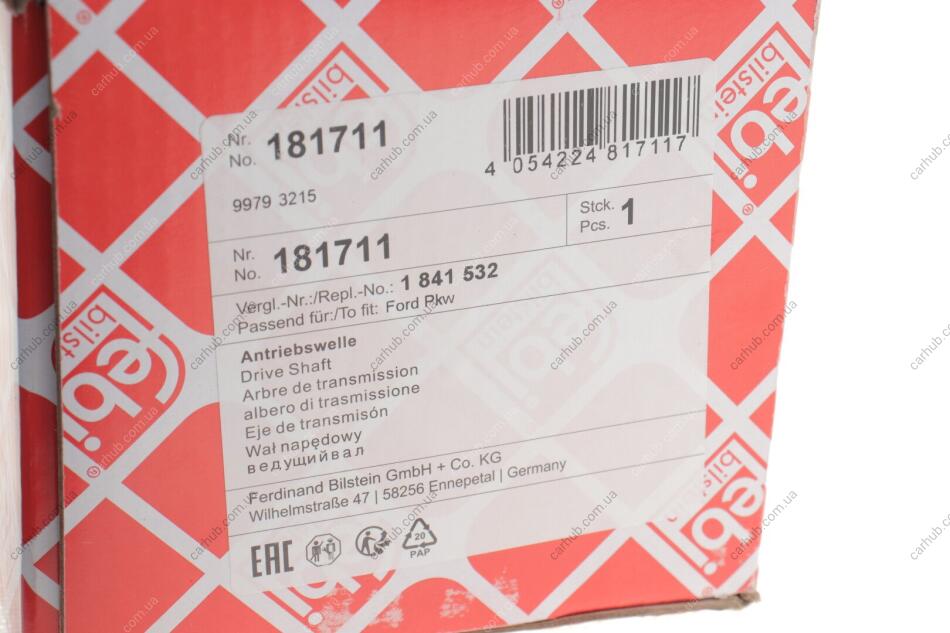 Nr.
No. 181711
4 054224 817117
9979 3215
Nr.
No. 181711
Stck.
Pcs. 1
Vergl.-Nr.:/Repl.-No.: 1 841 532
Passend für:/To fit: Ford Pkw
Antriebswelle
Drive Shaft
Arbre de transmission
albero di trasmissione
Eje de transmisón
Wał napędowy
ведущийвал
Ferdinand Bilstein GmbH + Co. KG
Wilhelmstraße 47 | 58256 Ennepetal | Germany
EAC
20
PAP
febi
bilstein
carhub.com.ua